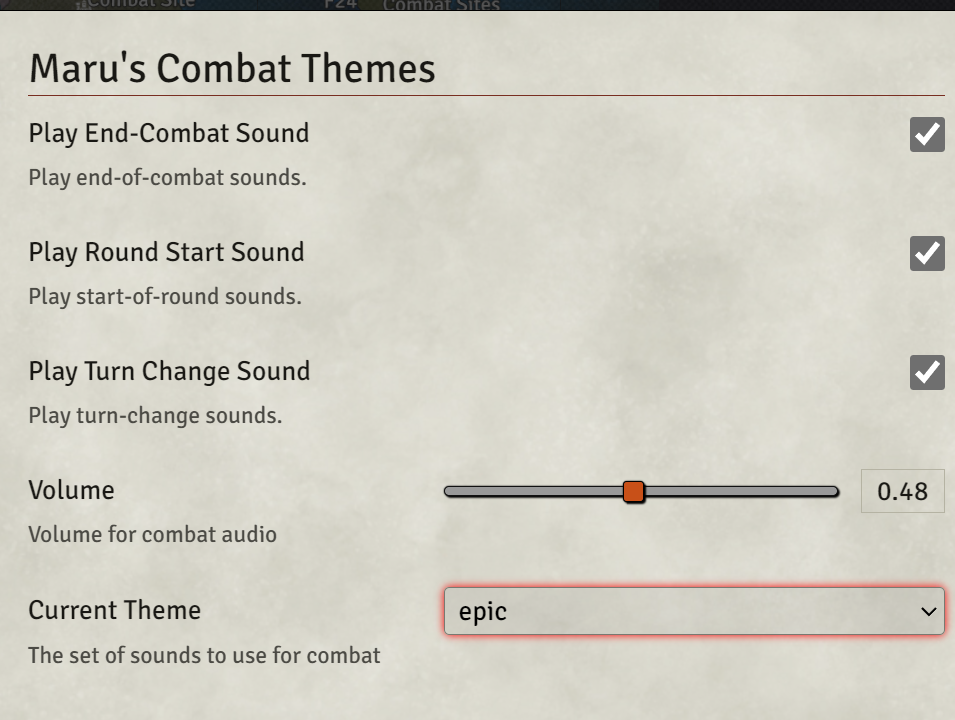 Combat Site F24 Combat Sites
Maru's Combat Themes
Play End-Combat Sound
Play end-of-combat sounds.
Play Round Start Sound
Play start-of-round sounds.
Play Turn Change Sound
Play turn-change sounds.
Volume
0.48
Volume for combat audio
Current Theme
epic
The set of sounds to use for combat